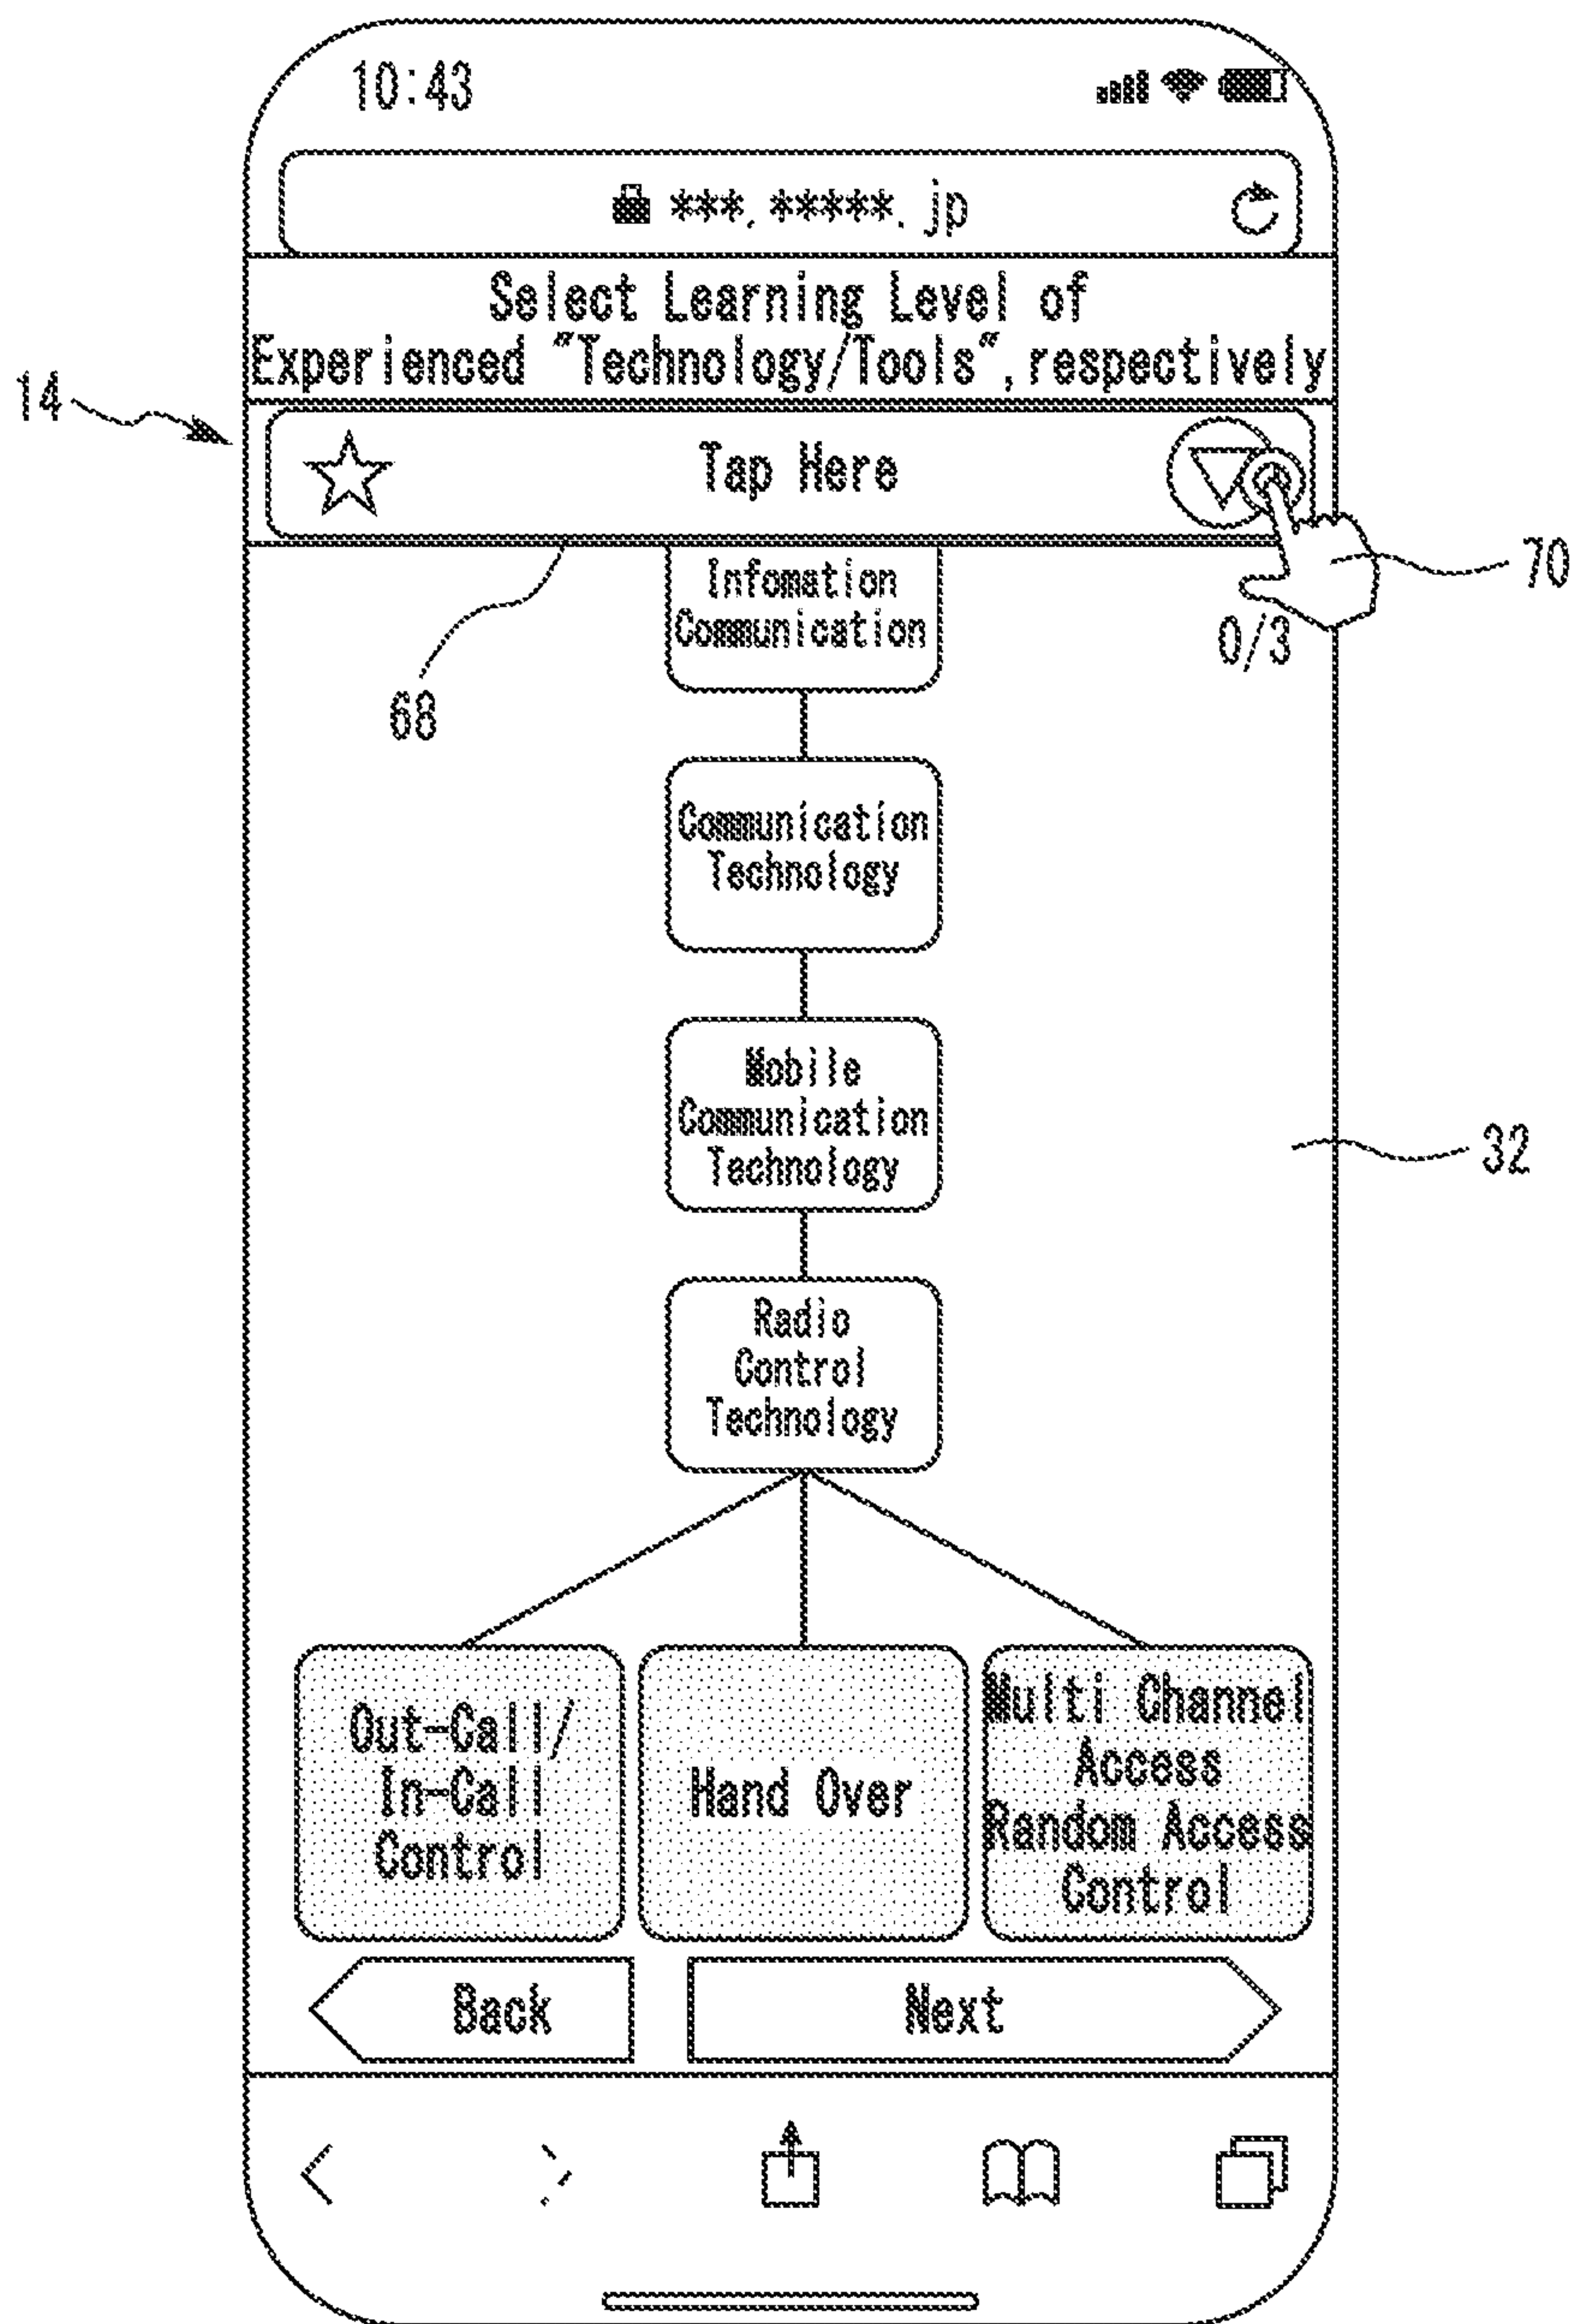 10:43
***.*****.jp
Select Learning Level of
Experienced "Technology/Tools", respectively
14
Tap Here
70
Infomation
Communication
0/3
68
Communication
Technology
Mobile
Communication
Technology
32
Radio
Control
Technology
Out-Call/
In-Call
Control
Hand Over
Multi Channel
Access
Random Access
Control
Back
Next